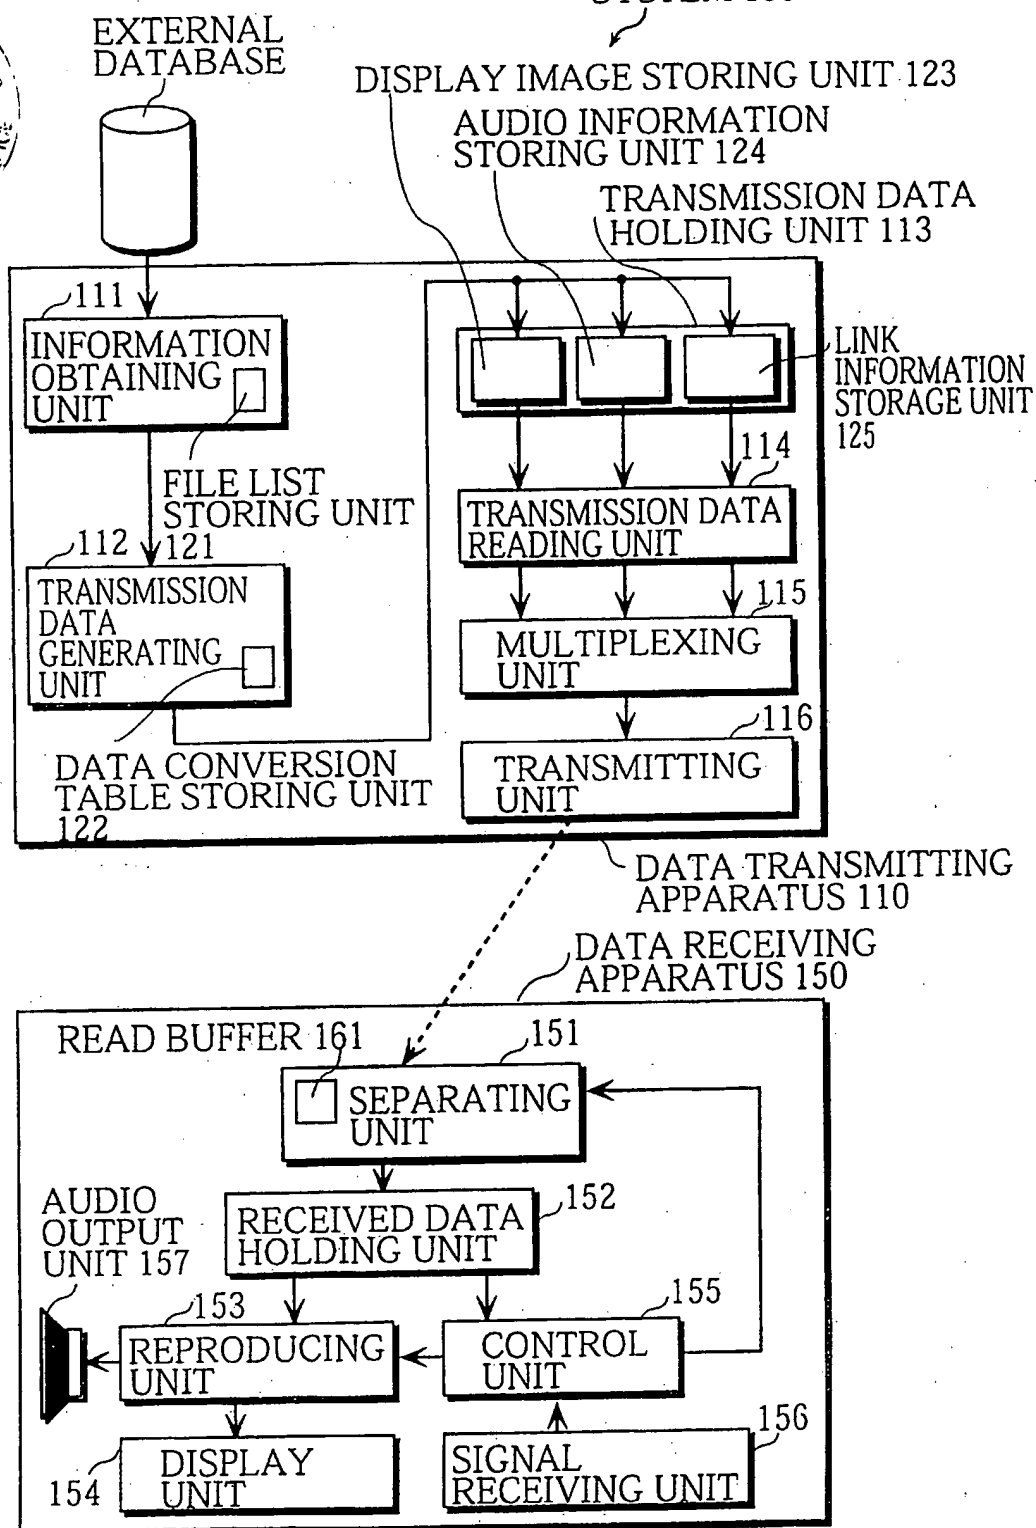 EXTERNAL
DATABASE
DISPLAY IMAGE STORING UNIT 123
AUDIO INFORMATION
STORING UNIT 124
TRANSMISSION DATA
HOLDING UNIT 113
111
INFORMATION
OBTAINING
UNIT
FILE LIST
STORING UNIT
121
LINK
INFORMATION
STORAGE UNIT
125
114
TRANSMISSION DATA
READING UNIT
112
TRANSMISSION
DATA
GENERATING
UNIT
115
MULTIPLEXING
UNIT
DATA CONVERSION
TABLE STORING UNIT
122
116
TRANSMITTING
UNIT
DATA TRANSMITTING
APPARATUS 110
DATA RECEIVING
APPARATUS 150
READ BUFFER 161
151
SEPARATING
UNIT
152
RECEIVED DATA
HOLDING UNIT
AUDIO
OUTPUT
UNIT 157
153
REPRODUCING
UNIT
155
CONTROL
UNIT
154
DISPLAY
UNIT
156
SIGNAL
RECEIVING UNIT